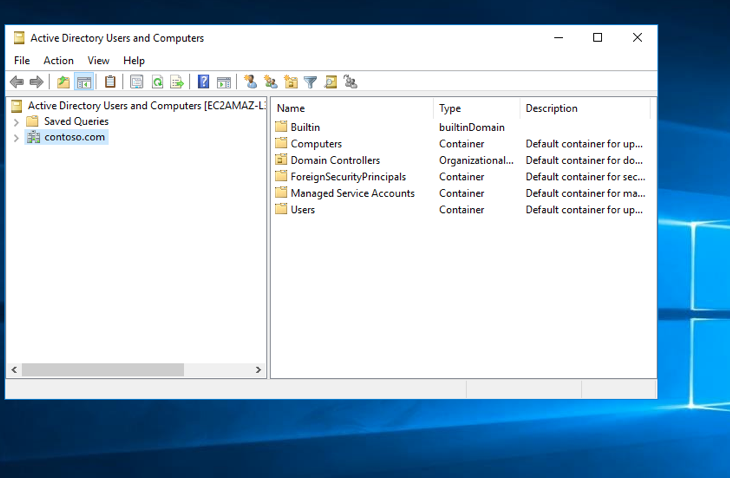 Active Directory Users and Computers
File Action View Help
Active Directory Users and Computers [EC2AMAZ-L
Saved Queries
contoso.com
Name Type Description
Builtin builtinDomain
Computers Container Default container for up...
Domain Controllers Organizational... Default container for do...
ForeignSecurityPrincipals Container Default container for sec...
Managed Service Accounts Container Default container for ma...
Users Container Default container for up...